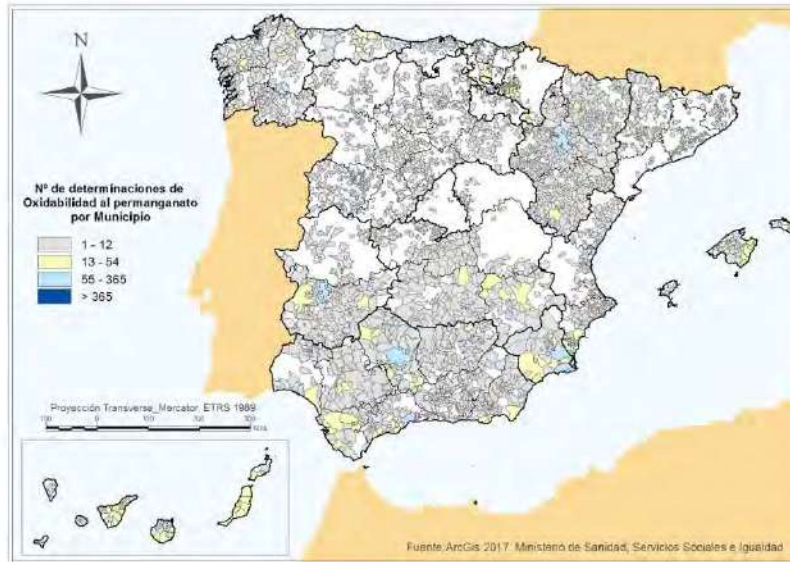 N
Nº de determinaciones de
Oxidabilidad al permanganato
por Municipio
1 - 12
13 - 54
55 - 365
> 365
Proyección Transverse_Mercator, ETRS 1989
Fuente:ArcGis 2017. Ministerio de Sanidad, Servicios Sociales e Igualdad